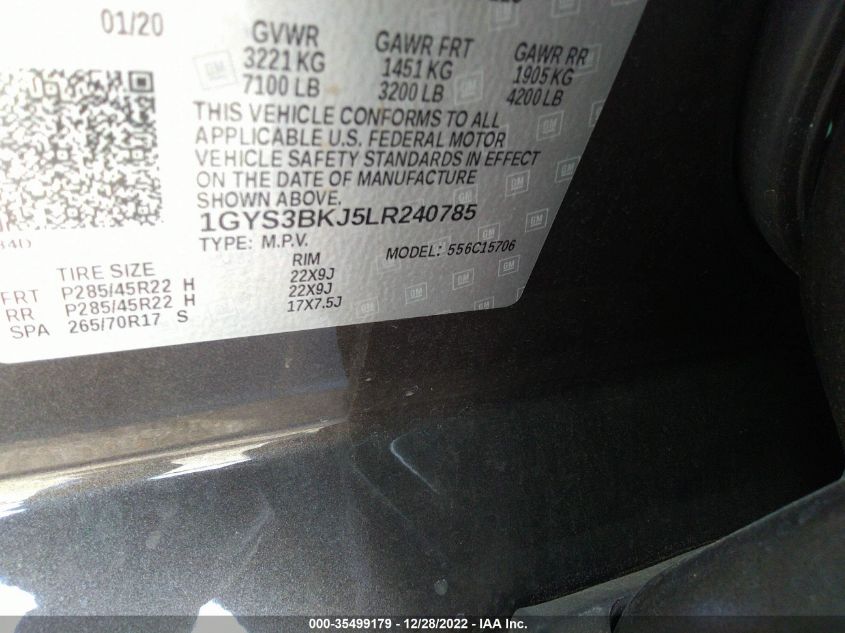 01/20
GVWR GAWR FRT GAWR RR
3221 KG 1451 KG 1905 KG
7100 LB 3200 LB 4200 LB
THIS VEHICLE CONFORMS TO ALL
APPLICABLE U.S. FEDERAL MOTOR
VEHICLE SAFETY STANDARDS IN EFFECT
ON THE DATE OF MANUFACTURE
SHOWN ABOVE.
1GYS3BKJ5LR240785
TYPE: M.P.V. MODEL: 556C15706
TIRE SIZE RIM
FRT P285/45R22 H 22X9J
RR P285/45R22 H 22X9J
SPA 265/70R17 S 17X7.5J
000-35499179 - 12/28/2022 - IAA Inc.